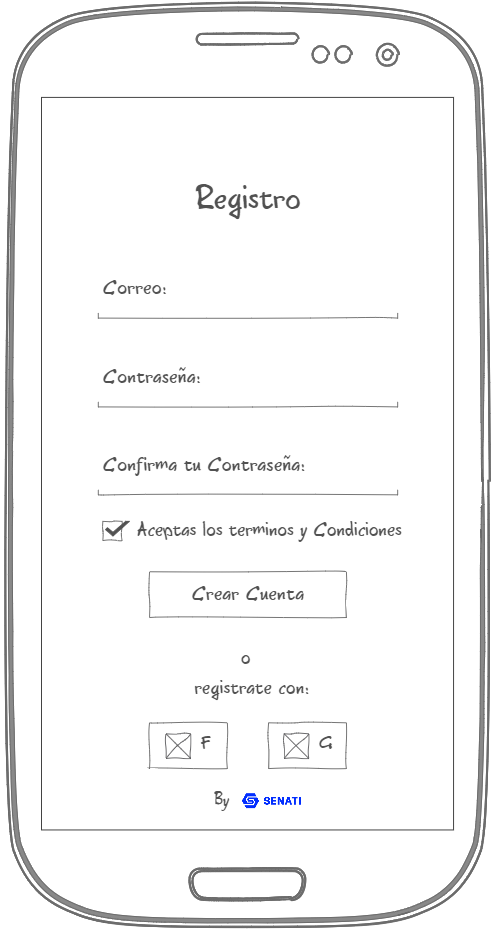 Registro
Correo:
Contraseña:
Confirma tu Contraseña:
Aceptas los terminos y Condiciones
Crear Cuenta
o
registrate con:
F G
By SENATI